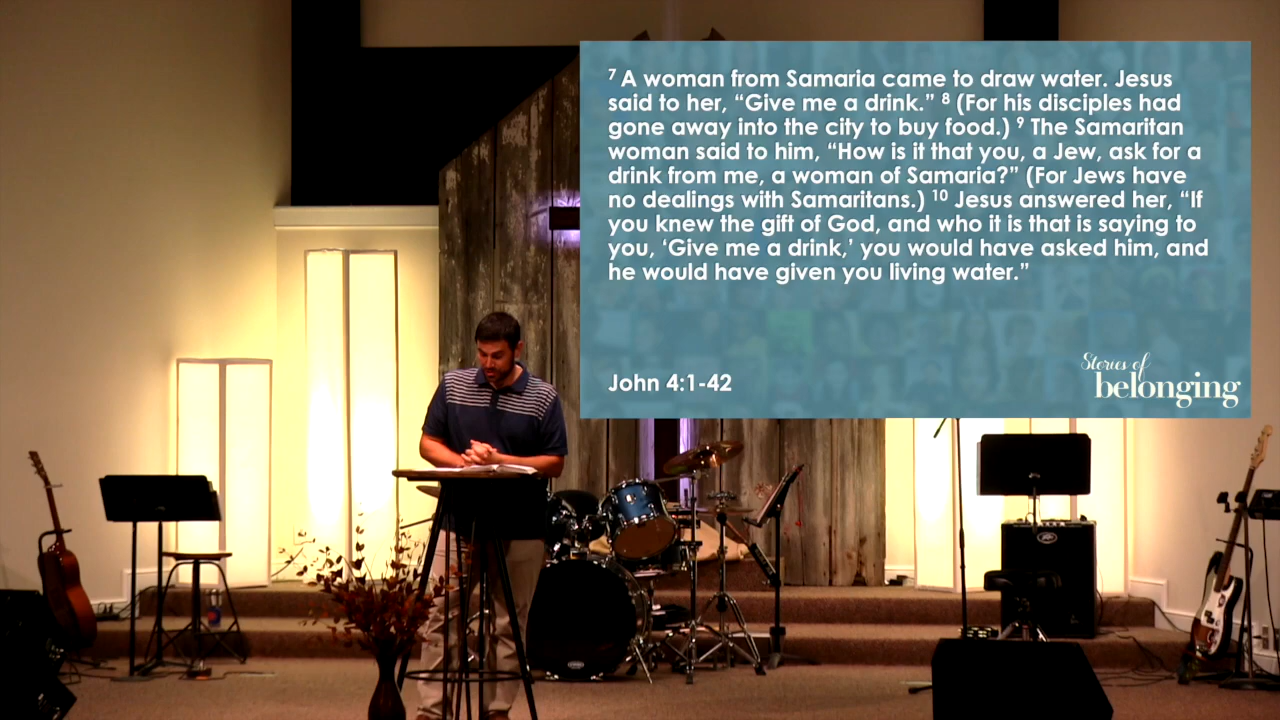 ⁷ A woman from Samaria came to draw water. Jesus
said to her, “Give me a drink.” ⁸ (For his disciples had
gone away into the city to buy food.) ⁹ The Samaritan
woman said to him, “How is it that you, a Jew, ask for a
drink from me, a woman of Samaria?” (For Jews have
no dealings with Samaritans.) ¹⁰ Jesus answered her, “If
you knew the gift of God, and who it is that is saying to
you, ‘Give me a drink,’ you would have asked him, and
he would have given you living water.”
John 4:1-42
Stories of
belonging